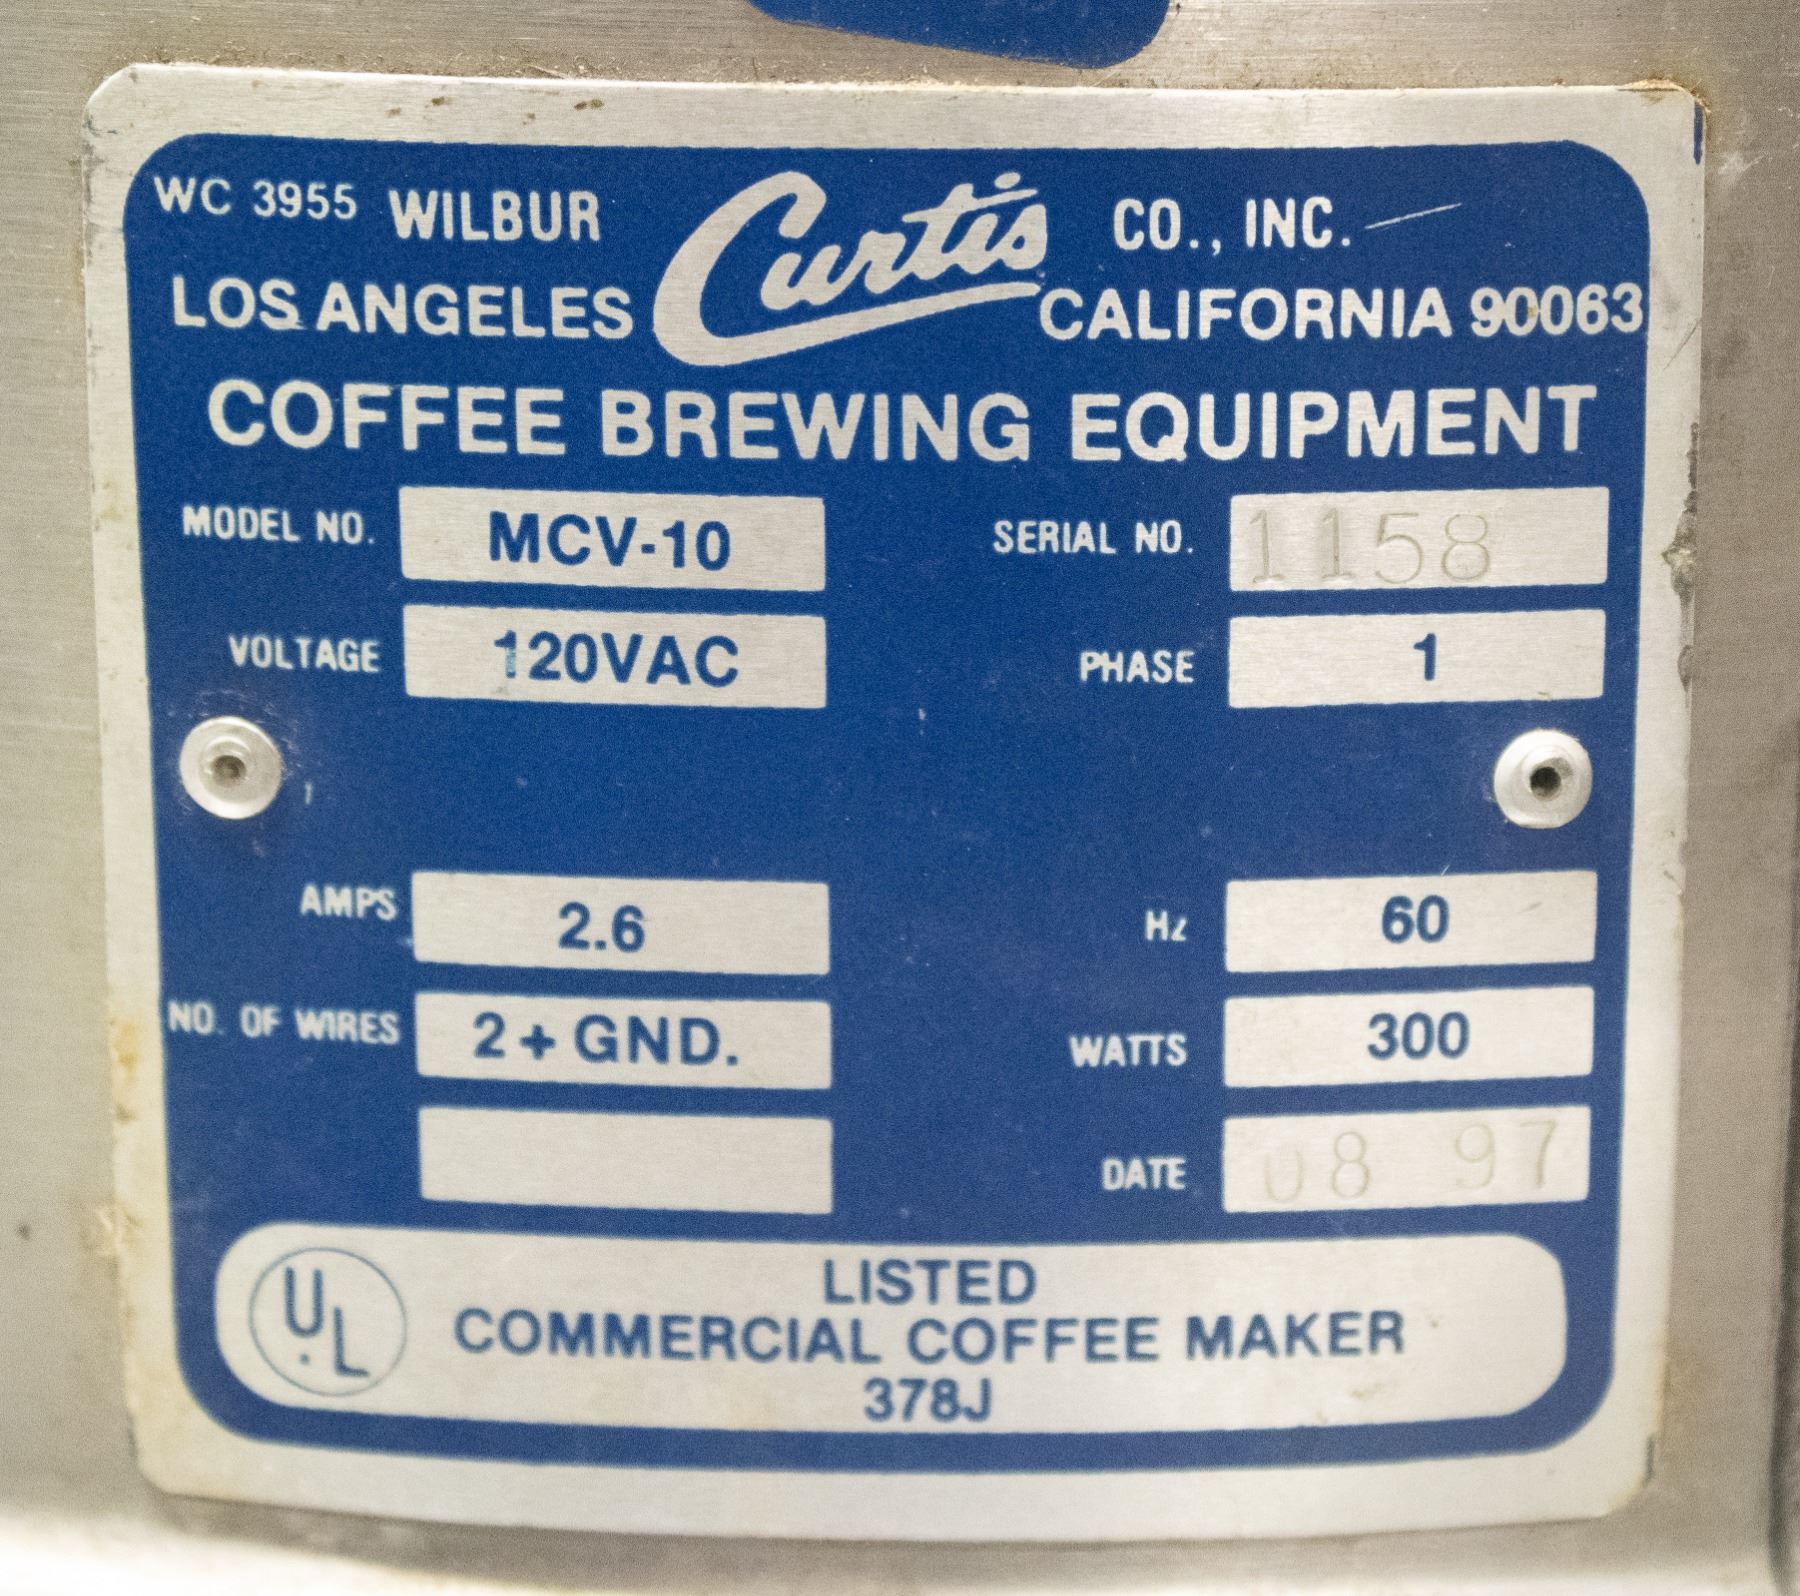 WC 3955 WILBUR Curtis CO., INC.
LOS ANGELES CALIFORNIA 90063
COFFEE BREWING EQUIPMENT
MODEL NO. MCV-10 SERIAL NO. 1158
VOLTAGE 120VAC PHASE 1
AMPS 2.6 Hz 60
NO. OF WIRES 2 + GND. WATTS 300
DATE 08 97
UL LISTED
COMMERCIAL COFFEE MAKER
378J